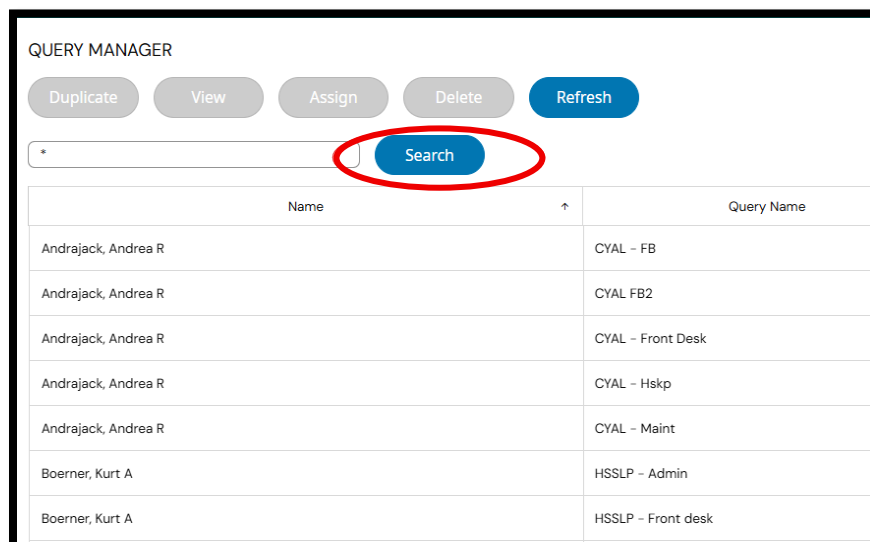 QUERY MANAGER
Duplicate View Assign Delete Refresh
* Search
Name ↑ Query Name
Andrajack, Andrea R CYAL - FB
Andrajack, Andrea R CYAL FB2
Andrajack, Andrea R CYAL - Front Desk
Andrajack, Andrea R CYAL - Hskp
Andrajack, Andrea R CYAL - Maint
Boerner, Kurt A HSSLP - Admin
Boerner, Kurt A HSSLP - Front desk